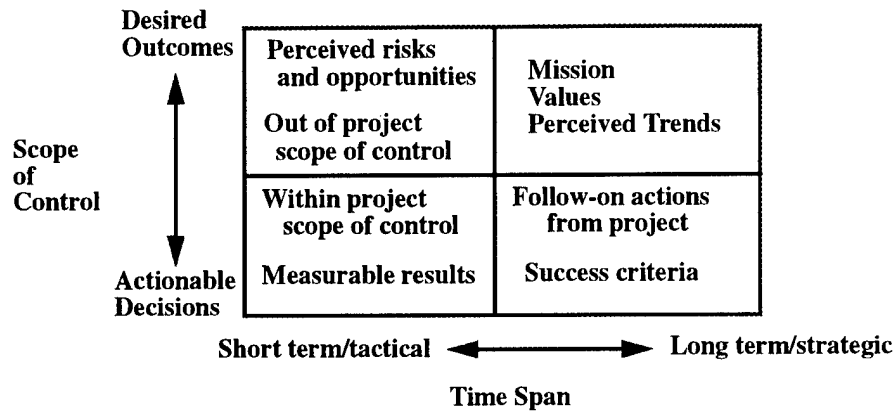 Desired
Outcomes
Scope
of
Control
Actionable
Decisions
Perceived risks
and opportunities
Out of project
scope of control
Mission
Values
Perceived Trends
Within project
scope of control
Measurable results
Follow-on actions
from project
Success criteria
Short term/tactical
Long term/strategic
Time Span